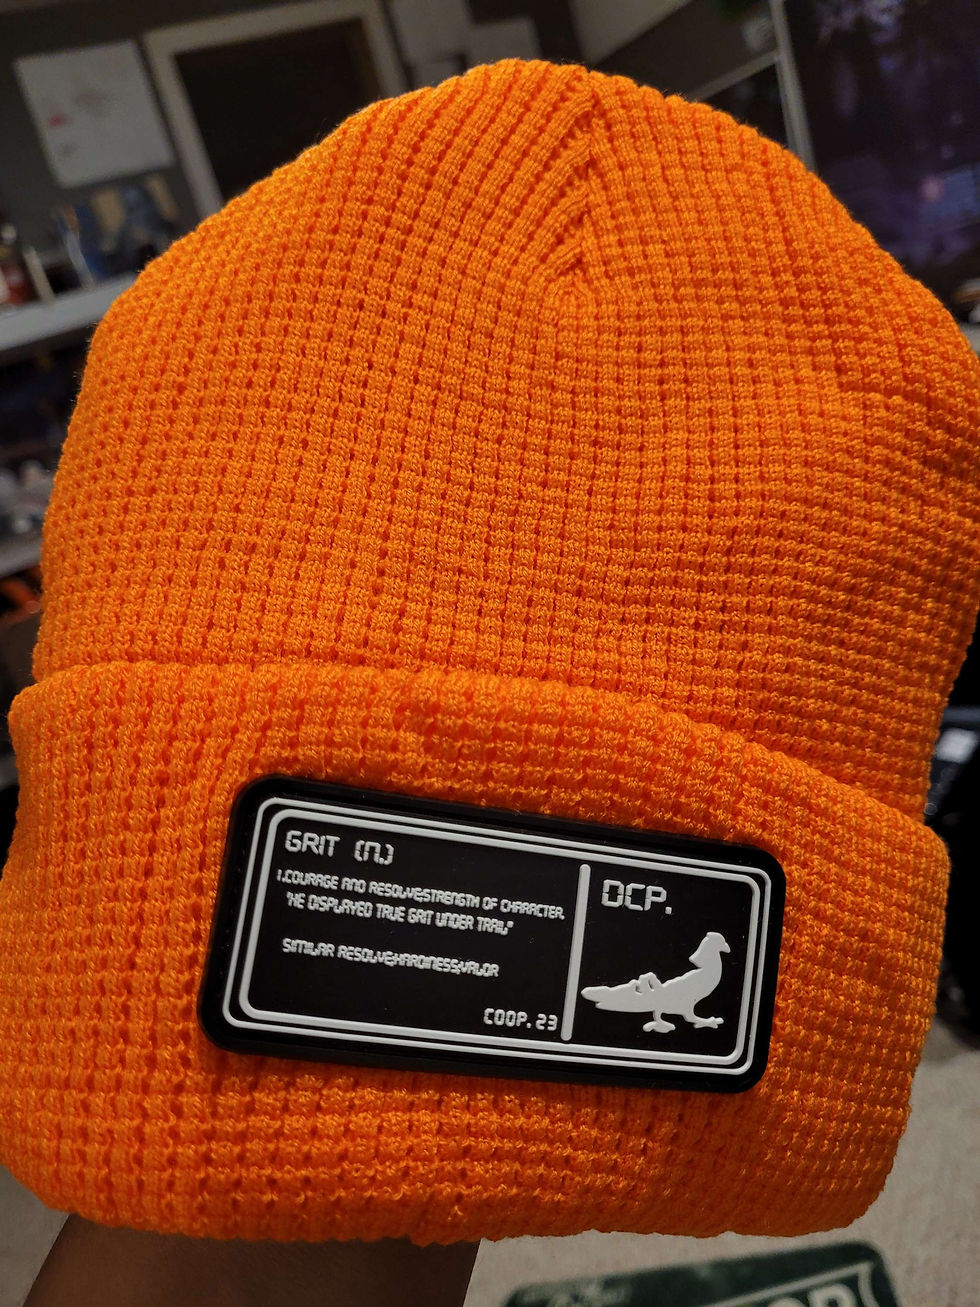 GRIT (N.)
1.COURAGE AND RESOLVE;STRENGTH OF CHARACTER.
"HE DISPLAYED TRUE GRIT UNDER TRAIL"
SIMILAR RESOLVE;HARDINESS;VALOR
COOP. 23
DCP.